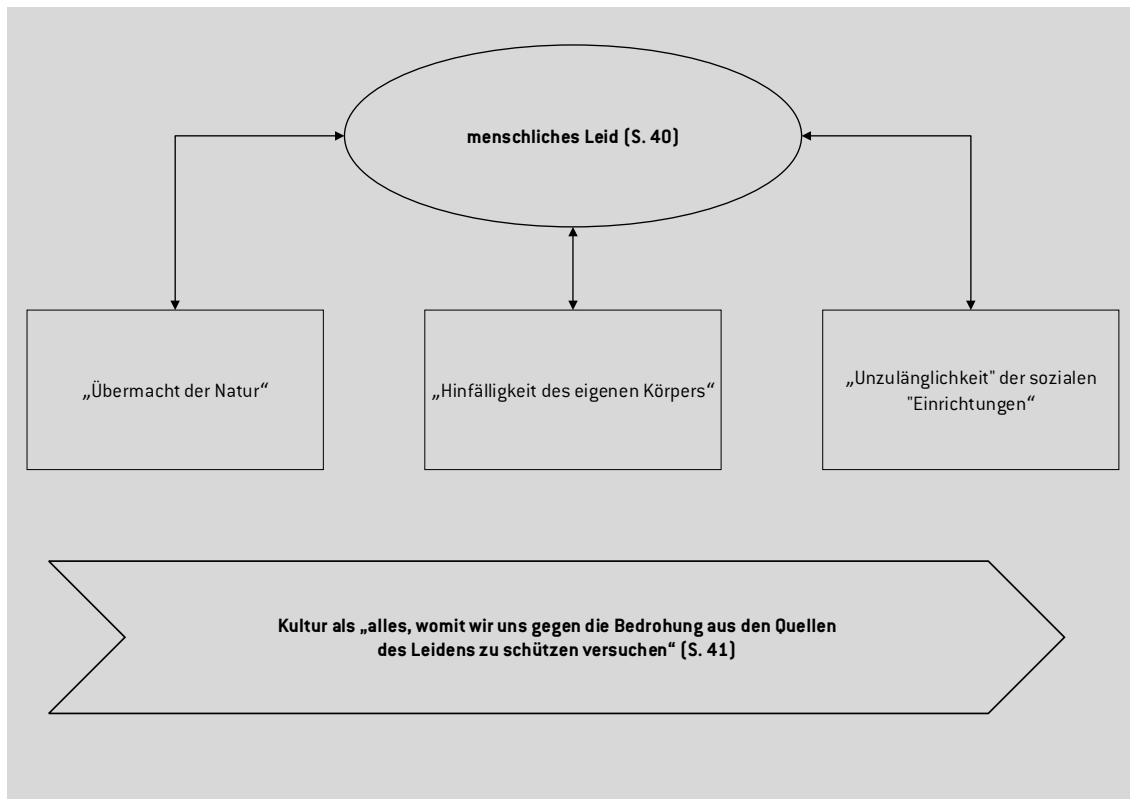 menschliches Leid (S. 40)
„Übermacht der Natur“
„Hinfälligkeit des eigenen Körpers“
„Unzulänglichkeit" der sozialen
"Einrichtungen“
Kultur als „alles, womit wir uns gegen die Bedrohung aus den Quellen
des Leidens zu schützen versuchen“ (S. 41)